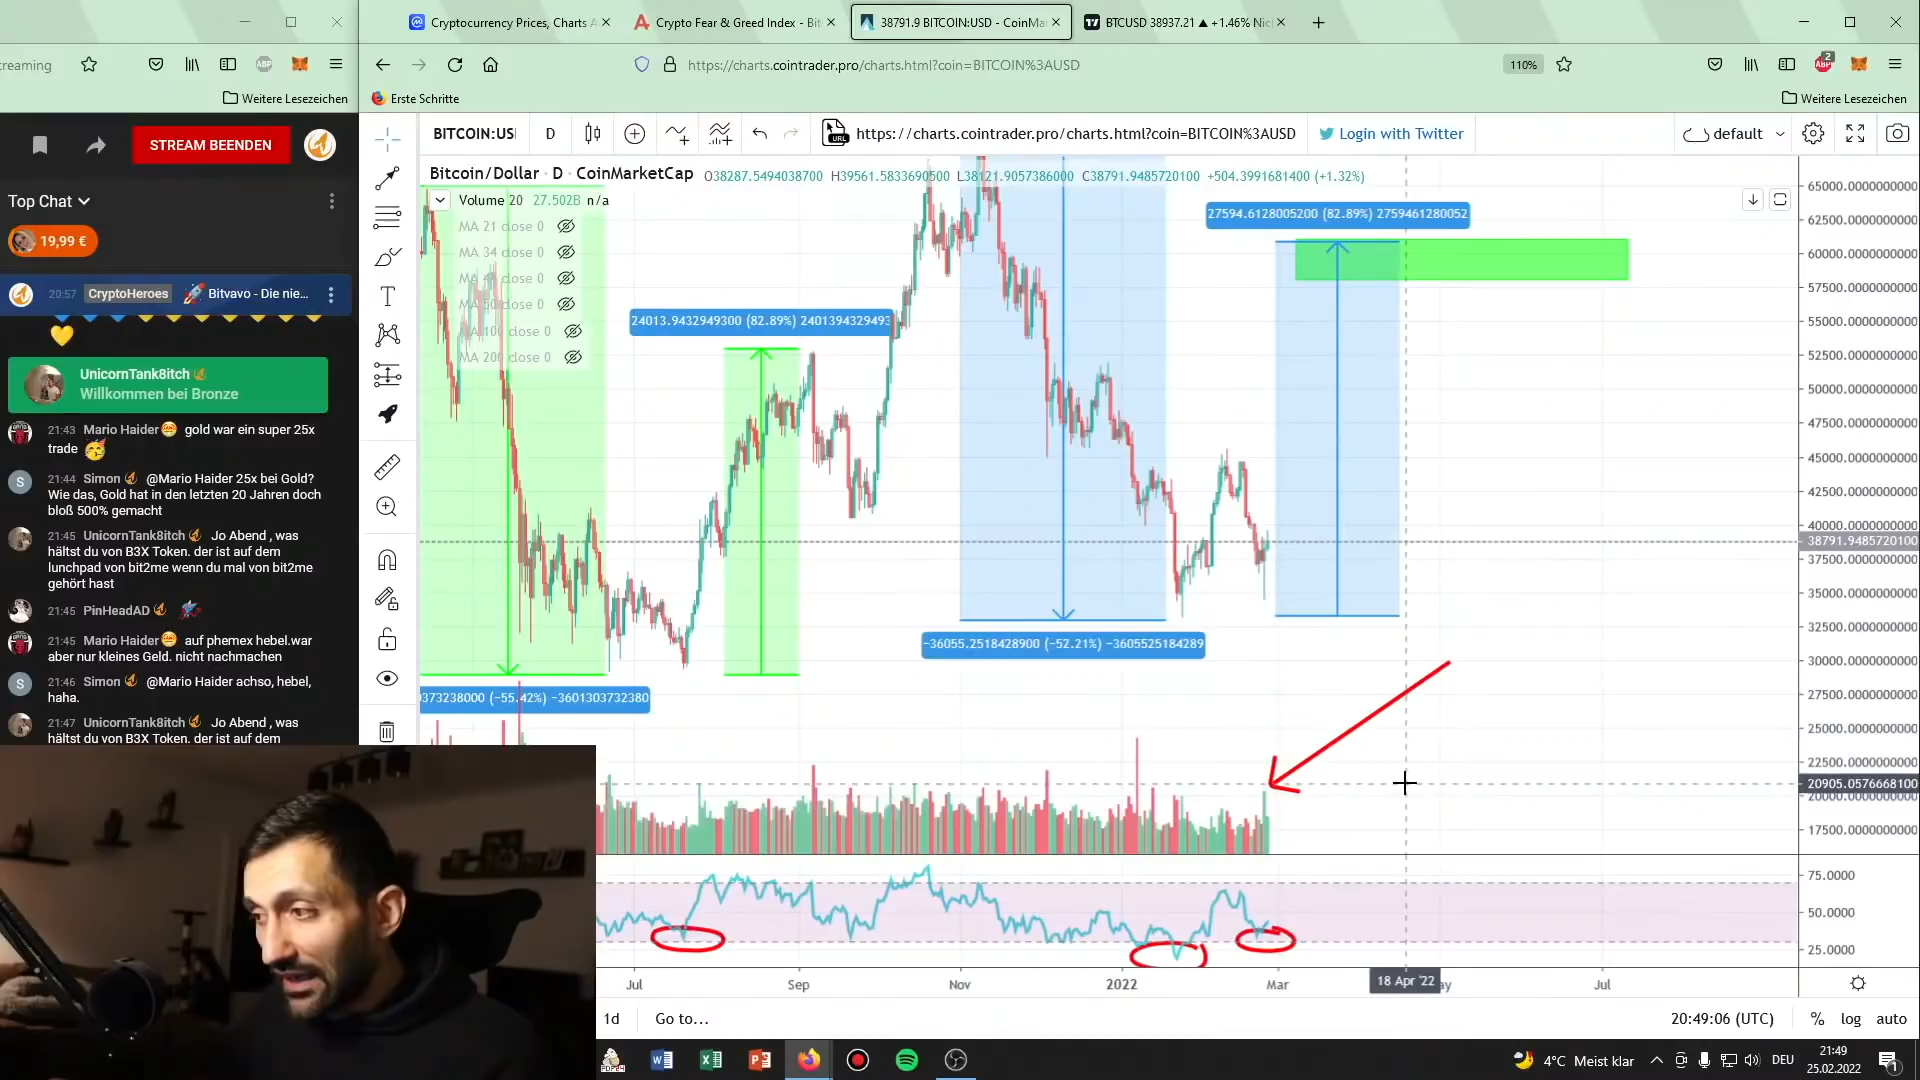 Cryptocurrency Prices, Charts A
Crypto Fear & Greed Index - Bit
38791.9 BITCOIN:USD - CoinMa
BTCUSD 38937.21 ▲ +1.46% Nic
https://charts.cointrader.pro/charts.html?coin=BITCOIN%3AUSD
110%
2
Weitere Lesezeichen
Erste Schritte
Weitere Lesezeichen
STREAM BEENDEN
BITCOIN:US
D
URL
https://charts.cointrader.pro/charts.html?coin=BITCOIN%3AUSD
Login with Twitter
default
Top Chat
19,99 €
20:57 CryptoHeroes 🚀 Bitvavo - Die nie...
💛
UnicornTank8itch
Willkommen bei Bronze
21:43 Mario Haider gold war ein super 25x
trade 🥳
S
21:44 Simon @Mario Haider 25x bei Gold?
Wie das, Gold hat in den letzten 20 Jahren doch
bloß 500% gemacht
21:45 UnicornTank8itch Jo Abend , was
hältst du von B3X Token. der ist auf dem
lunchpad von bit2me wenn du mal von bit2me
gehört hast
21:45 PinHeadAD
21:45 Mario Haider auf phemex hebel.war
aber nur kleines Geld. nicht nachmachen
S
21:46 Simon @Mario Haider achso, hebel,
haha.
21:47 UnicornTank8itch Jo Abend , was
hältst du von B3X Token. der ist auf dem
Bitcoin/Dollar · D · CoinMarketCap O38287.5494038700 H39561.5833690500 L38121.9057386000 C38791.9485720100 +504.3991681400 (+1.32%)
Volume 20 27.502B n/a
MA 21 close 0
MA 34 close 0
MA 50 close 0
MA 100 close 0
MA 200 close 0
24013.9432949300 (82.89%) 2401394329493
27594.6128005200 (82.89%) 2759461280052
-36055.2518428900 (-52.21%) -3605525184289
0373238000 (-55.42%) -3601303732380
65000.0000000000
62500.0000000000
60000.0000000000
57500.0000000000
55000.0000000000
52500.0000000000
50000.0000000000
47500.0000000000
45000.0000000000
42500.0000000000
40000.0000000000
38791.9485720100
37500.0000000000
35000.0000000000
32500.0000000000
30000.0000000000
27500.0000000000
25000.0000000000
22500.0000000000
20905.0576668100
20000.0000000000
17500.0000000000
75.0000
50.0000
25.0000
Jul
Sep
Nov
2022
Mar
18 Apr '22
ay
Jul
1d
Go to...
20:49:06 (UTC)
%
log
auto
4°C Meist klar
DEU
21:49
25.02.2022
1